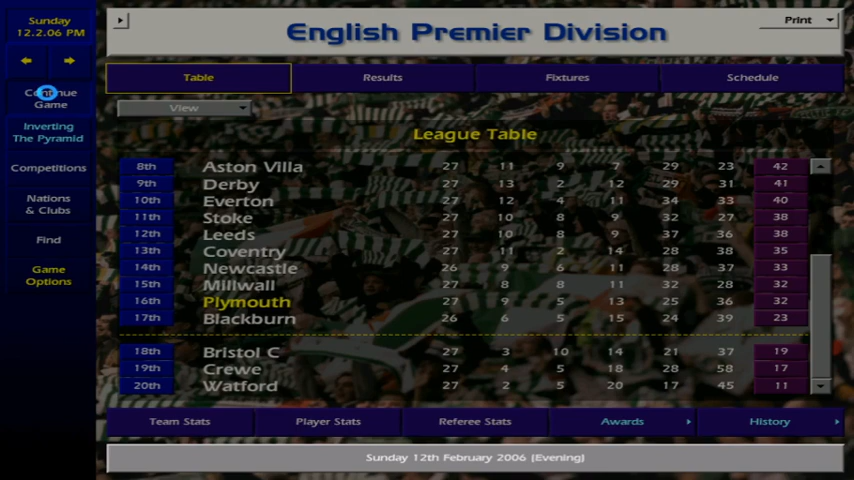 Sunday
12.2.06 PM
English Premier Division
Print
Continue
Game
Table
Results
Fixtures
Schedule
View
Inverting
The Pyramid
League Table
Competitions
Nations
& Clubs
Find
Game
Options
8th Aston Villa 27 11 9 7 29 23 42
9th Derby 27 13 2 12 29 31 41
10th Everton 27 12 4 11 34 33 40
11th Stoke 27 10 8 9 32 27 38
12th Leeds 27 10 8 9 37 36 38
13th Coventry 27 11 2 14 28 38 35
14th Newcastle 26 9 6 11 28 37 33
15th Millwall 27 8 8 11 32 28 32
16th Plymouth 27 9 5 13 25 36 32
17th Blackburn 26 6 5 15 24 39 23
18th Bristol C 27 3 10 14 21 37 19
19th Crewe 27 4 5 18 28 58 17
20th Watford 27 2 5 20 17 45 11
Team Stats
Player Stats
Referee Stats
Awards
History
Sunday 12th February 2006 (Evening)